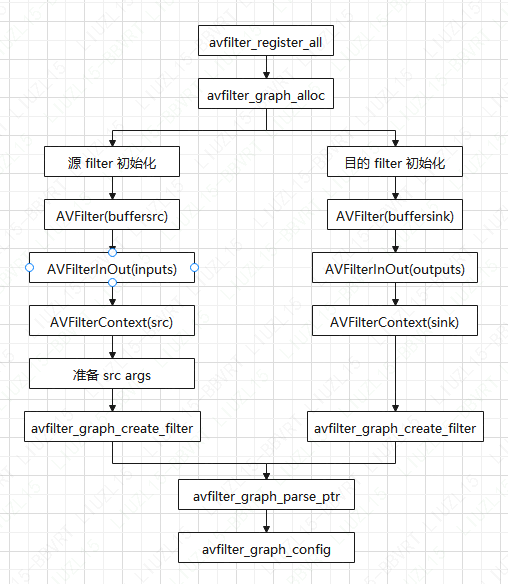 avfilter_register_all
avfilter_graph_alloc
源 filter 初始化
目的 filter 初始化
AVFilter(buffersrc)
AVFilter(buffersink)
AVFilterInOut(inputs)
AVFilterInOut(outputs)
AVFilterContext(src)
AVFilterContext(sink)
准备 src args
avfilter_graph_create_filter
avfilter_graph_create_filter
avfilter_graph_parse_ptr
avfilter_graph_config